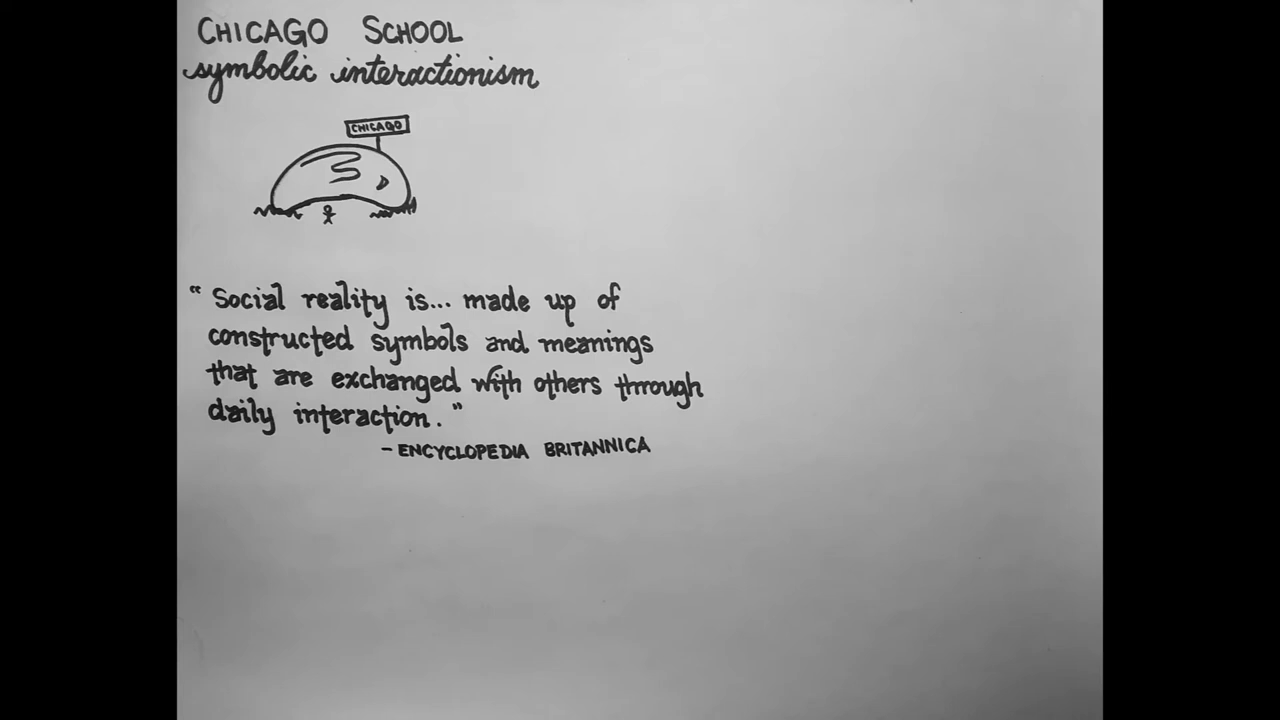 CHICAGO SCHOOL
symbolic interactionism
CHICAGO
"Social reality is... made up of
constructed symbols and meanings
that are exchanged with others through
daily interaction."
- ENCYCLOPEDIA BRITANNICA